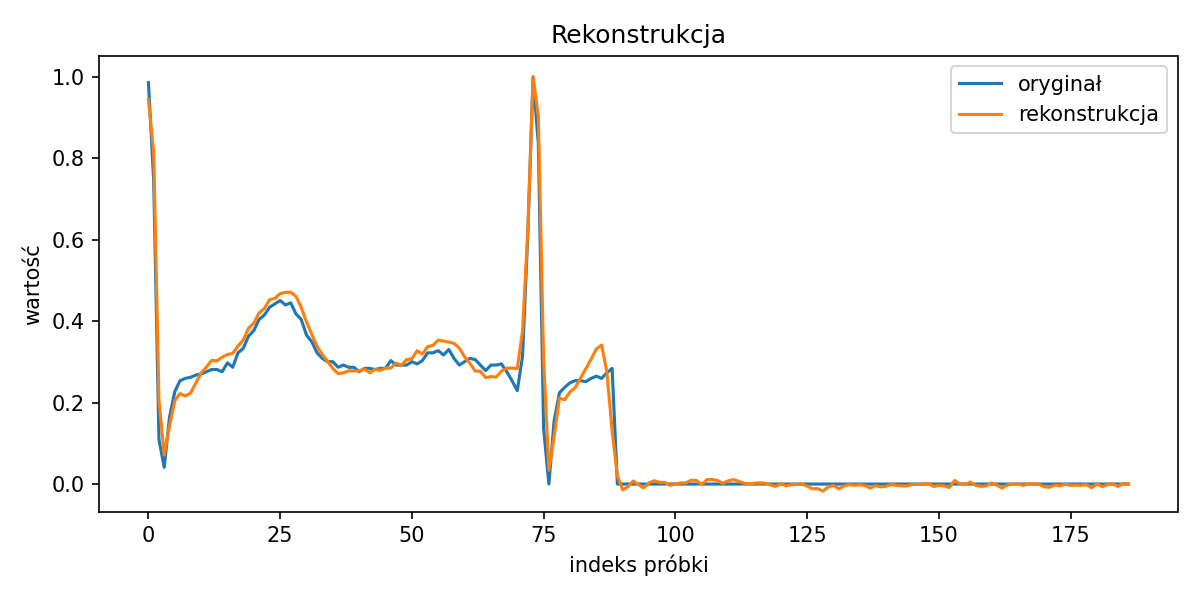 Rekonstrukcja
oryginał
rekonstrukcja
1.0
0.8
0.6
0.4
0.2
0.0
wartość
0 25 50 75 100 125 150 175
indeks próbki